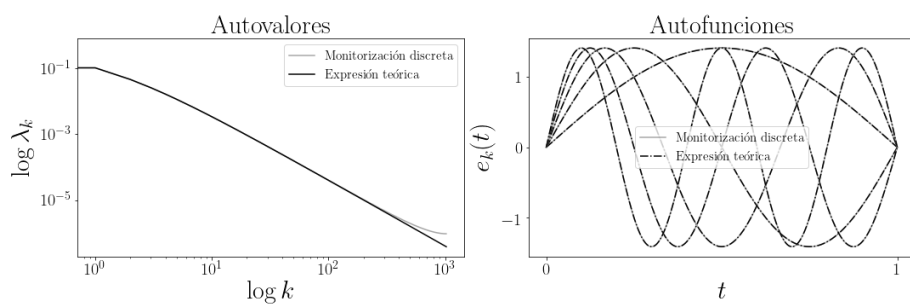 Autovalores
Monitorización discreta
Expresión teórica
log λ_k
10^−1
10^−3
10^−5
10^0
10^1
10^2
10^3
log k
Autofunciones
Monitorización discreta
Expresión teórica
e_k(t)
1
0
−1
0
1
t